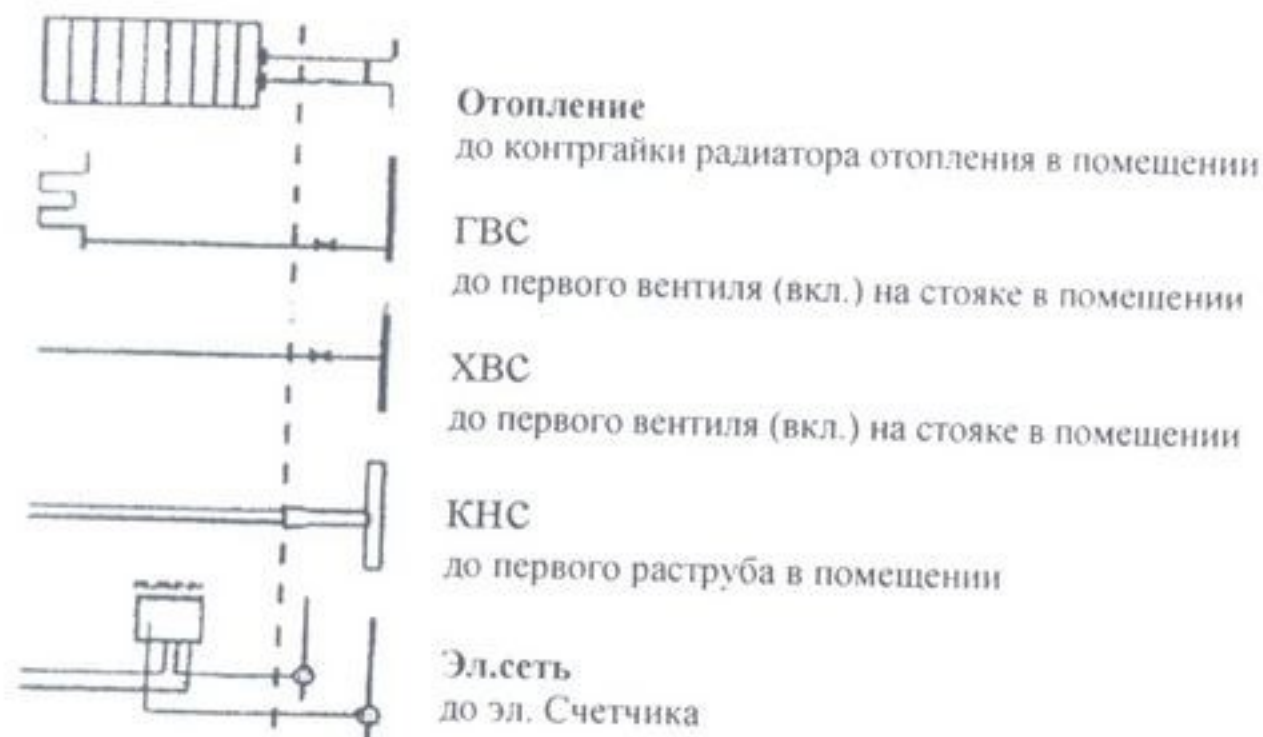 Отопление
до контргайки радиатора отопления в помещении
ГВС
до первого вентиля (вкл.) на стояке в помещении
ХВС
до первого вентиля (вкл.) на стояке в помещении
КНС
до первого раструба в помещении
Эл.сеть
до эл. Счетчика